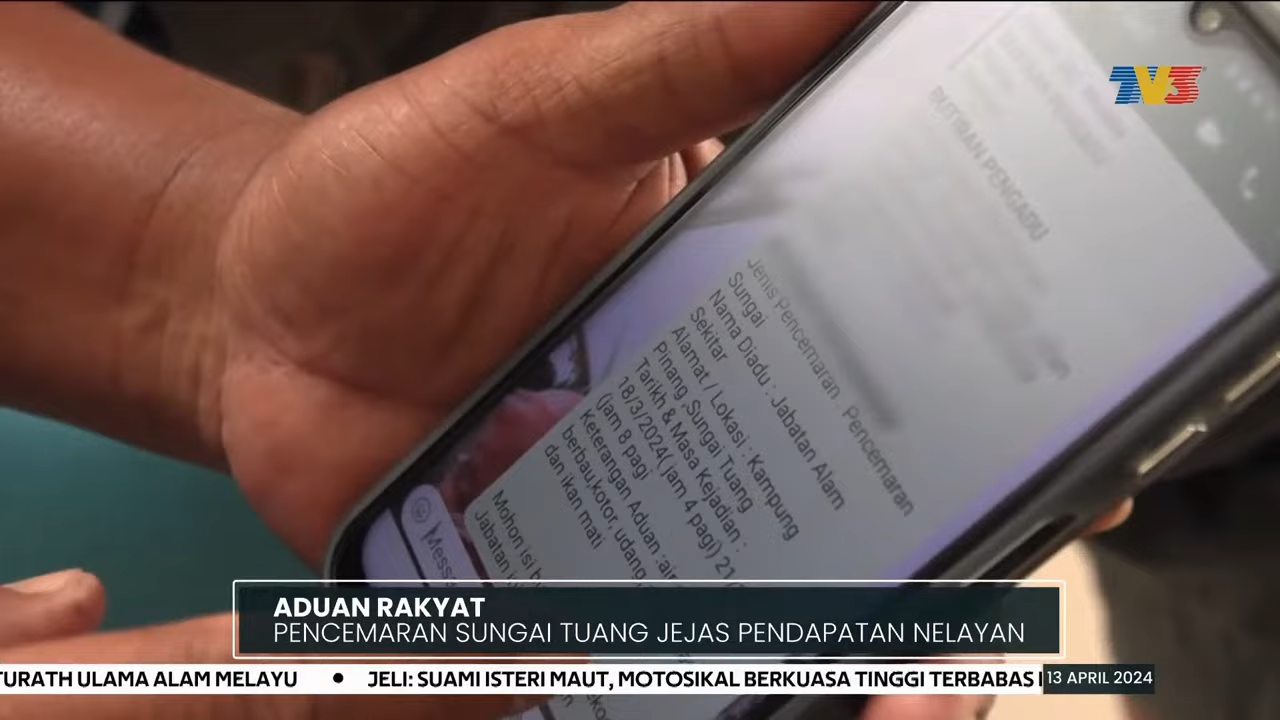 TV3
BUTIRAN PENGADU
Jenis Pencemaran : Pencemaran
Sungai
Nama Diadu : Jabatan Alam
Sekitar
Alamat / Lokasi : Kampung
Pinang ,Sungai Tuang
Tarikh & Masa Kejadian :
18/3/2024( jam 4 pagi) 21
(jam 8 pagi
Keterangan Aduan :air
berbau,kotor, udang
dan ikan mati
Mohon isi
Jabatan
ADUAN RAKYAT
PENCEMARAN SUNGAI TUANG JEJAS PENDAPATAN NELAYAN
TURATH ULAMA ALAM MELAYU • JELI: SUAMI ISTERI MAUT, MOTOSIKAL BERKUASA TINGGI TERBABAS
13 APRIL 2024